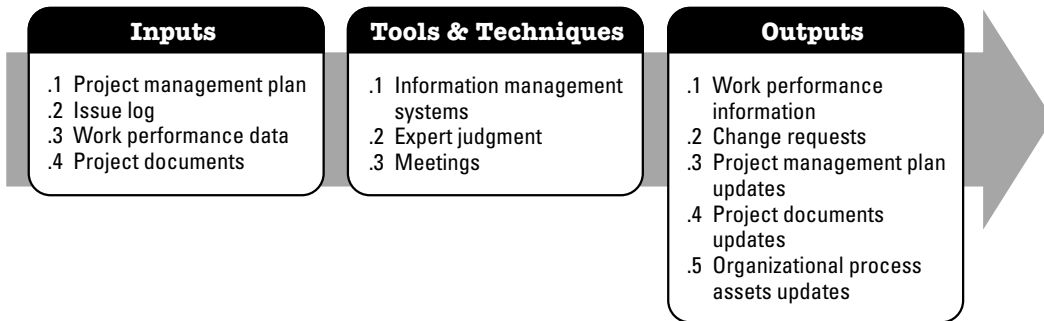 Inputs
.1 Project management plan
.2 Issue log
.3 Work performance data
.4 Project documents
Tools & Techniques
.1 Information management
systems
.2 Expert judgment
.3 Meetings
Outputs
.1 Work performance
information
.2 Change requests
.3 Project management plan
updates
.4 Project documents
updates
.5 Organizational process
assets updates